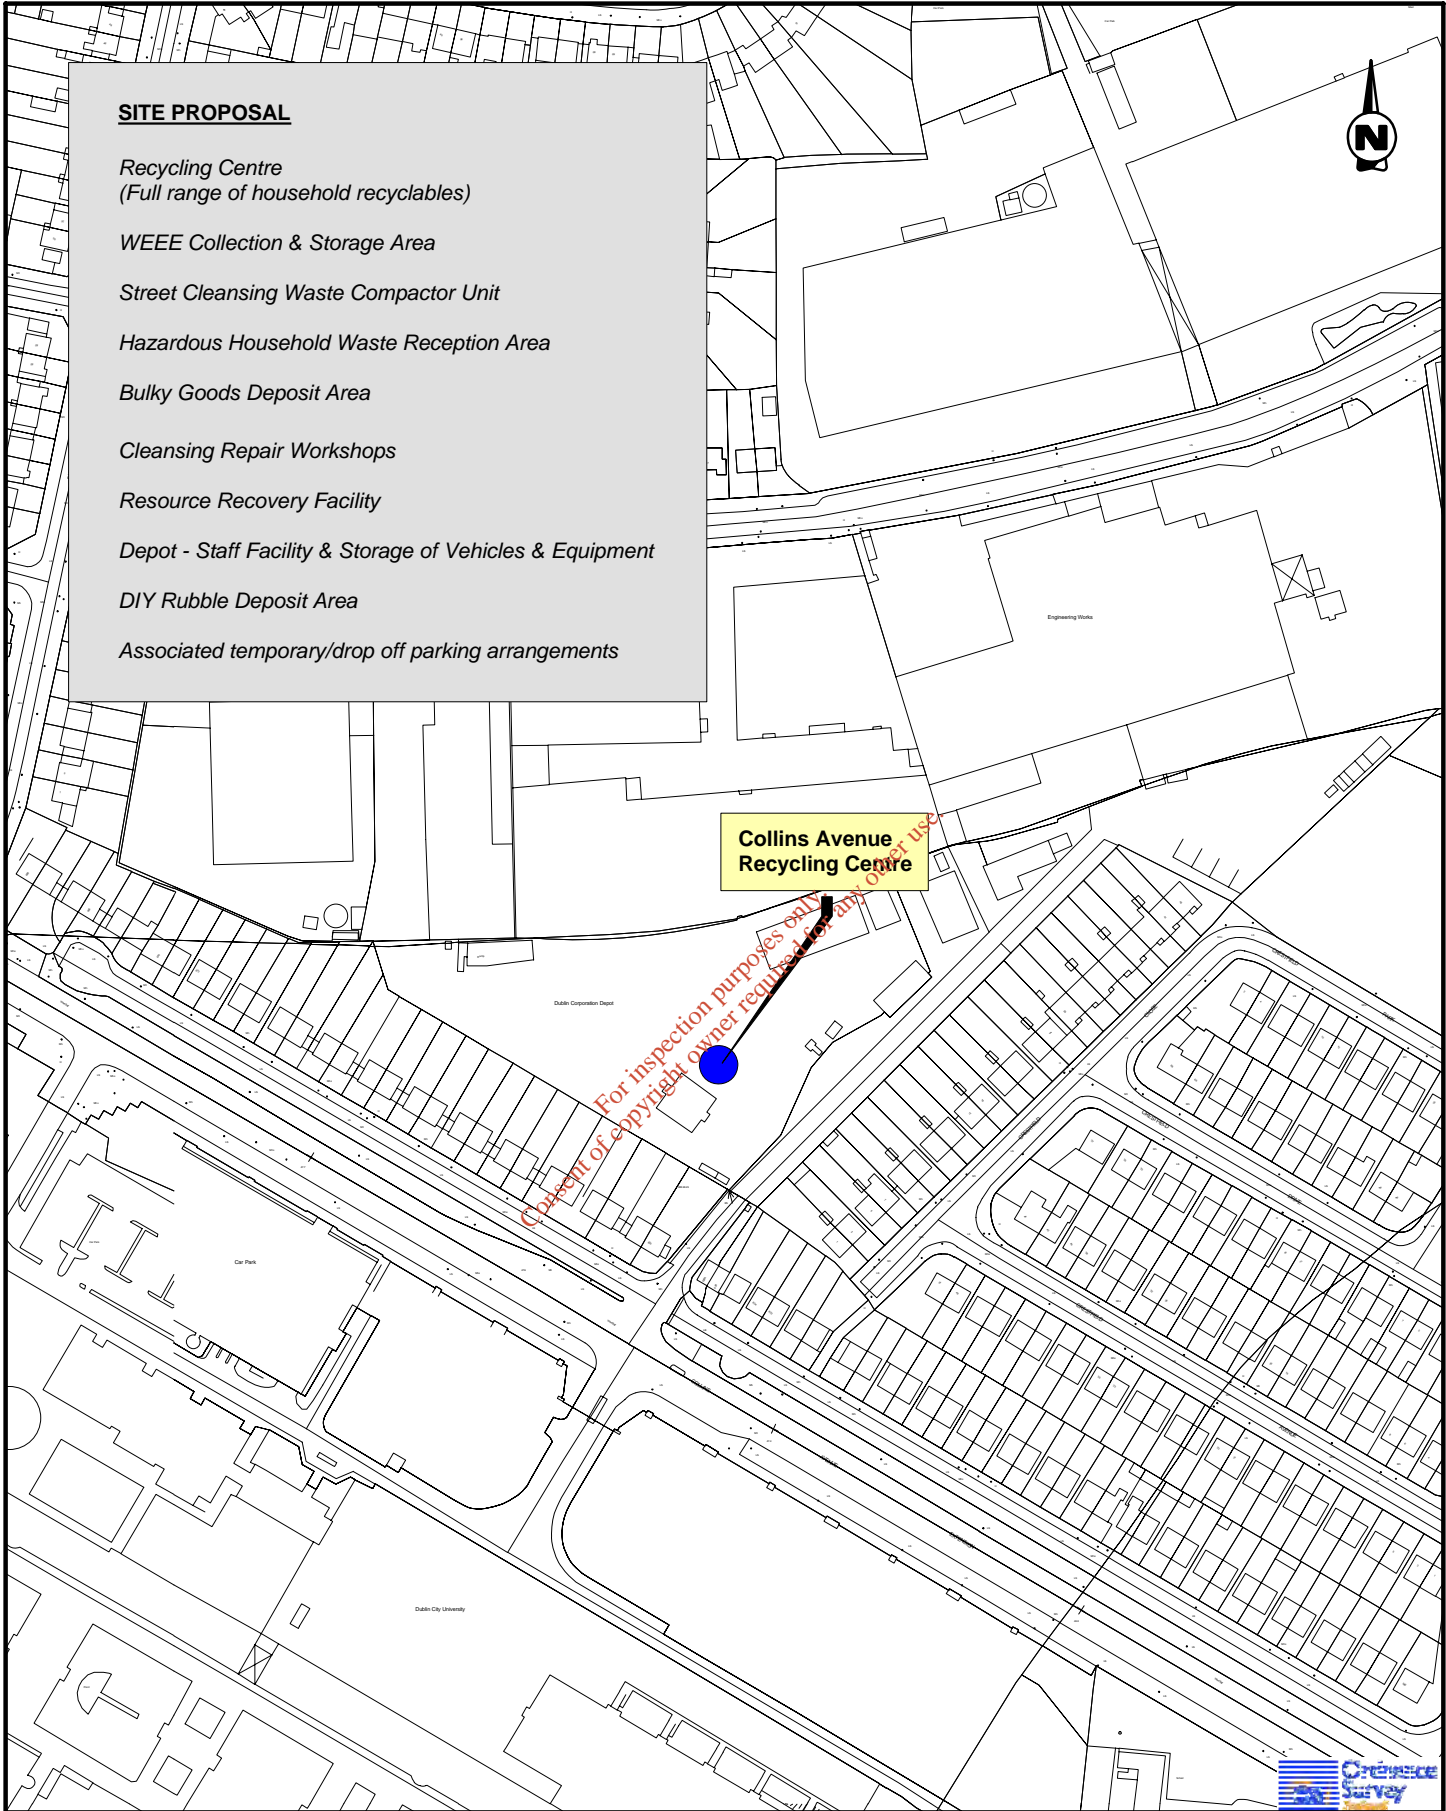 SITE PROPOSAL
Recycling Centre
(Full range of household recyclables)
WEEE Collection & Storage Area
Street Cleansing Waste Compactor Unit
Hazardous Household Waste Reception Area
Bulky Goods Deposit Area
Cleansing Repair Workshops
Resource Recovery Facility
Depot - Staff Facility & Storage of Vehicles & Equipment
DIY Rubble Deposit Area
Associated temporary/drop off parking arrangements
N
Engineering Works
Collins Avenue
Recycling Centre
For inspection purposes only.
Consent of copyright owner required for any other use.
Dublin Corporation Depot
Car Park
Dublin City University
Ordnance
Survey